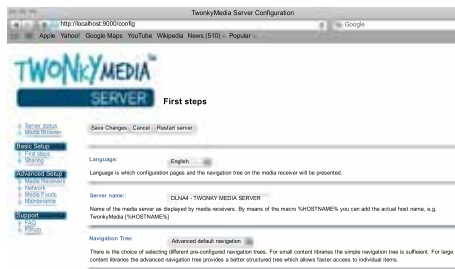 TwonkyMedia Server Configuration
http://localhost:9000/config
Google
Apple Yahoo! Google Maps YouTube Wikipedia News (510) Popular
TWONKYMEDIA™
SERVER
First steps
Server status
Media Browser
Save Changes Cancel Restart server
Basic Setup
First steps
Sharing
Language:
English
Language is which configuration pages and the navigation tree on the media receiver will be presented.
Advanced Setup
Media Receivers
Network
Media Feeds
Maintenance
Server name::
DLNA4 - TWONKY MEDIA SERVER
Name of the media server as displayed by media receivers. By means of the macro %HOSTNAME% you can add the actual host name, e.g.
TwonkyMedia [%HOSTNAME%]
Support
FAQ
Forum
Navigation Tree:
Advanced default navigation
There is the choice of selecting different pre-configured navigation trees. For small content libraries the simple navigation tree is suffieient. For large
content libraries the advanced navigation tree provides a better structured tree which allows faster access to individual items.